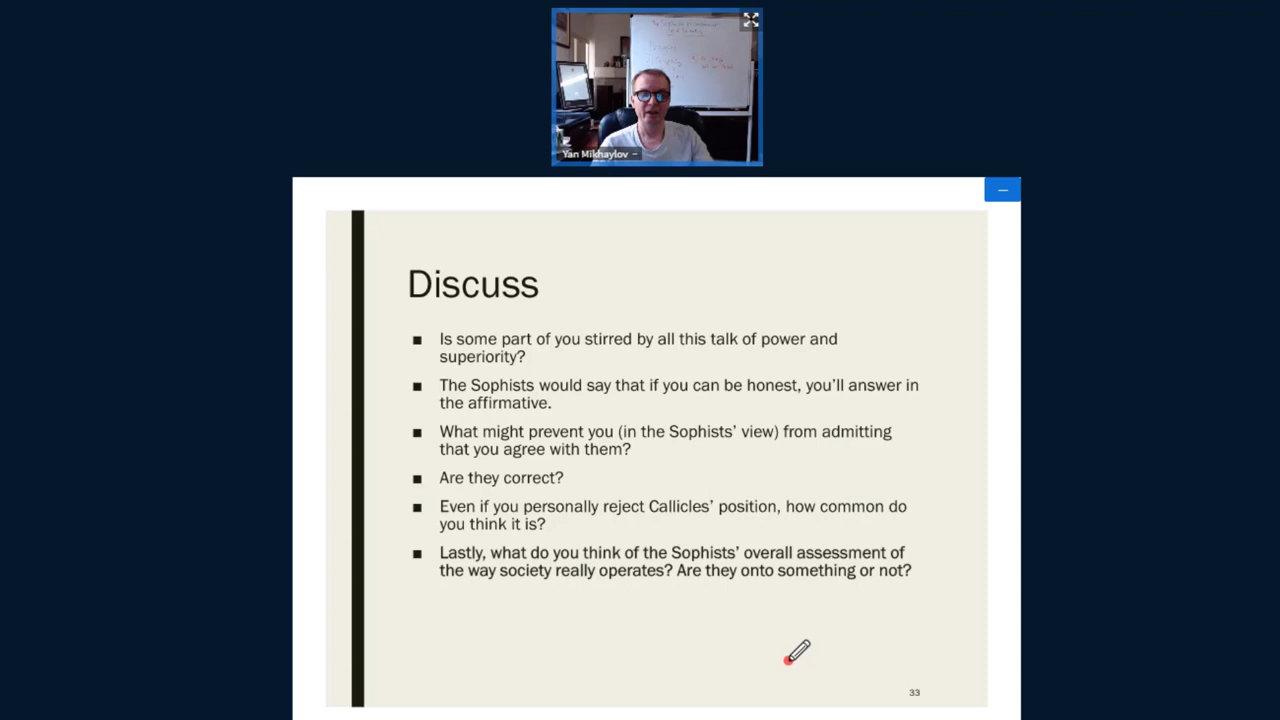 Yan Mikhaylov
Discuss
Is some part of you stirred by all this talk of power and
superiority?
The Sophists would say that if you can be honest, you'll answer in
the affirmative.
What might prevent you (in the Sophists' view) from admitting
that you agree with them?
Are they correct?
Even if you personally reject Callicles' position, how common do
you think it is?
Lastly, what do you think of the Sophists' overall assessment of
the way society really operates? Are they onto something or not?
33